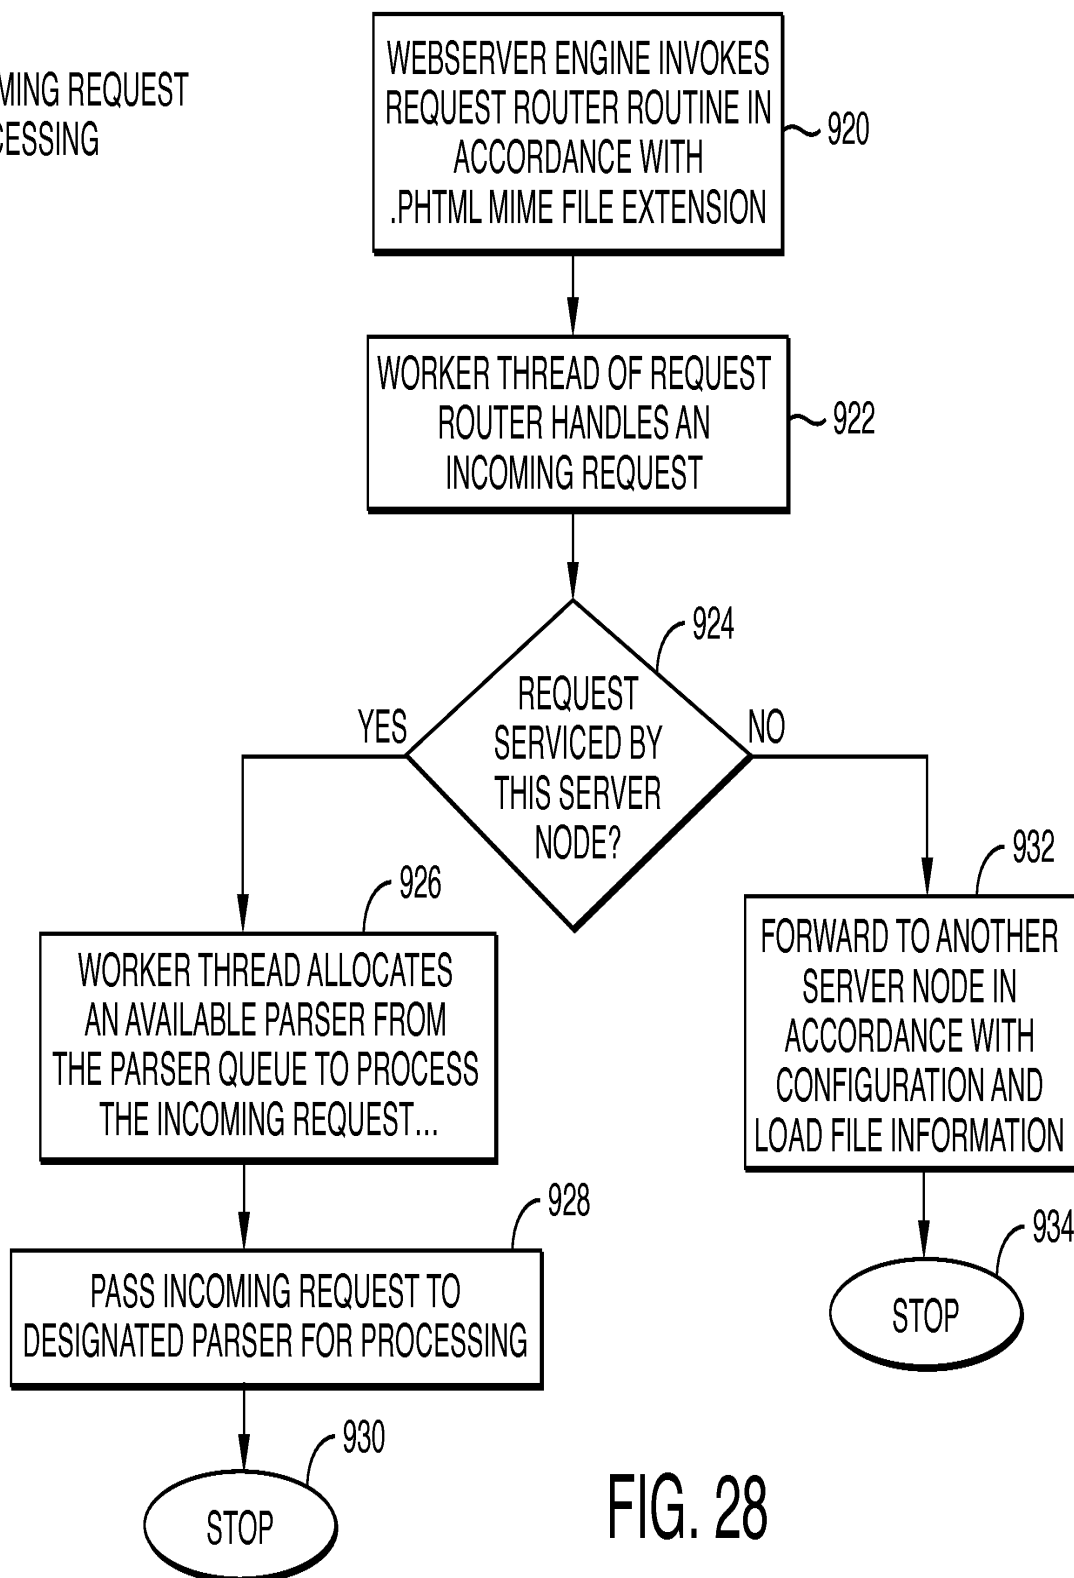 MING REQUEST
CESSING
WEBSERVER ENGINE INVOKES
REQUEST ROUTER ROUTINE IN
ACCORDANCE WITH
.PHTML MIME FILE EXTENSION
920
WORKER THREAD OF REQUEST
ROUTER HANDLES AN
INCOMING REQUEST
922
924
REQUEST
SERVICED BY
THIS SERVER
NODE?
YES
NO
926
WORKER THREAD ALLOCATES
AN AVAILABLE PARSER FROM
THE PARSER QUEUE TO PROCESS
THE INCOMING REQUEST...
932
FORWARD TO ANOTHER
SERVER NODE IN
ACCORDANCE WITH
CONFIGURATION AND
LOAD FILE INFORMATION
928
PASS INCOMING REQUEST TO
DESIGNATED PARSER FOR PROCESSING
934
STOP
930
STOP
FIG. 28